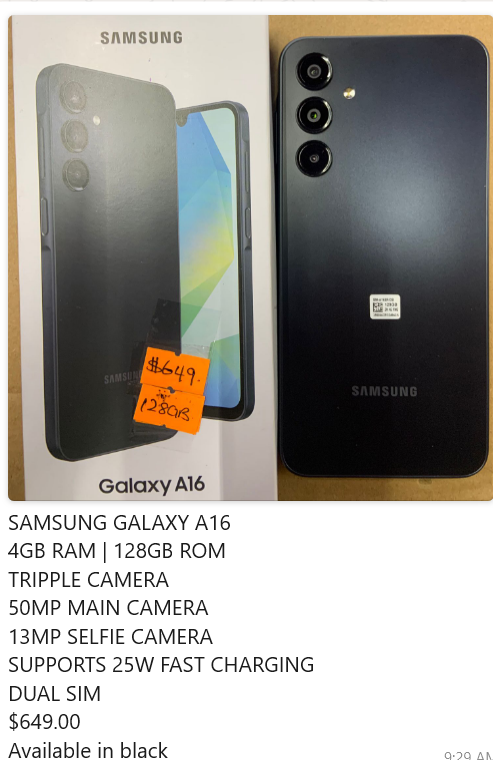 SAMSUNG
SAMSUNG
$649.
128GB
SAMSUNG
Galaxy A16
SAMSUNG GALAXY A16
4GB RAM | 128GB ROM
TRIPPLE CAMERA
50MP MAIN CAMERA
13MP SELFIE CAMERA
SUPPORTS 25W FAST CHARGING
DUAL SIM
$649.00
Available in black
9:29 AM